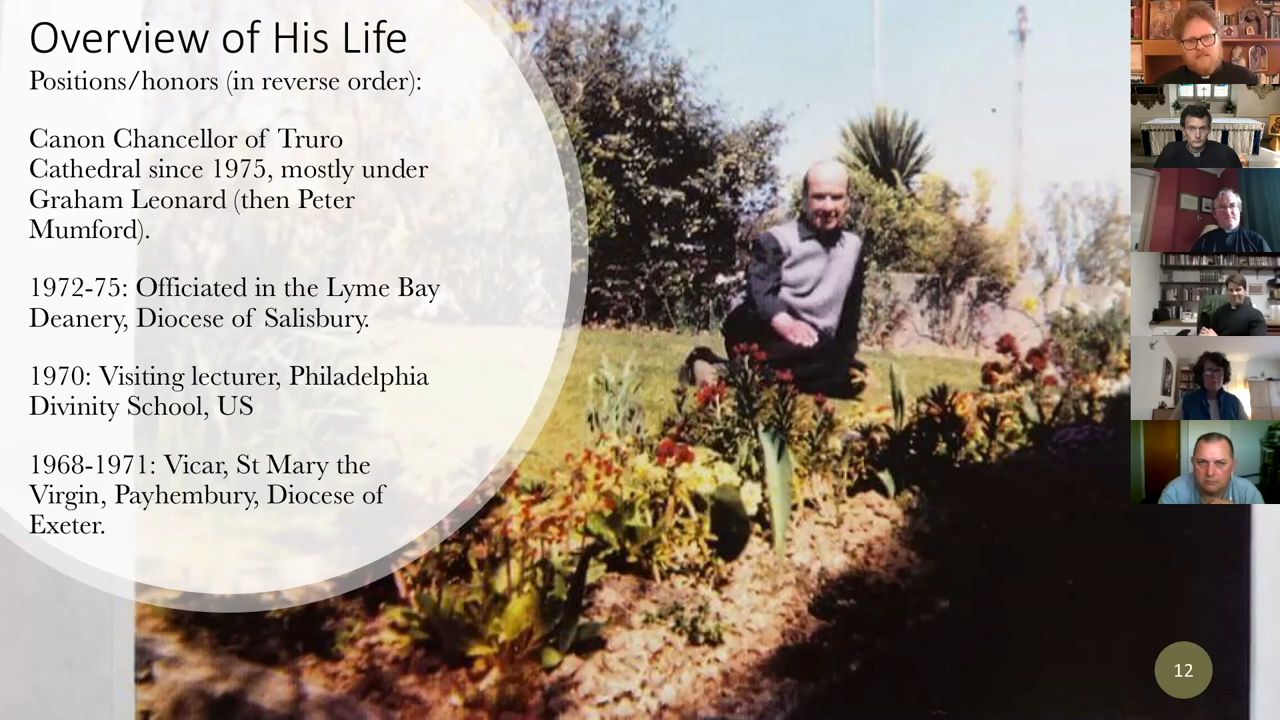 Overview of His Life
Positions/honors (in reverse order):
Canon Chancellor of Truro
Cathedral since 1975, mostly under
Graham Leonard (then Peter
Mumford).
1972-75: Officiated in the Lyme Bay
Deanery, Diocese of Salisbury.
1970: Visiting lecturer, Philadelphia
Divinity School, US
1968-1971: Vicar, St Mary the
Virgin, Payhembury, Diocese of
Exeter.
12